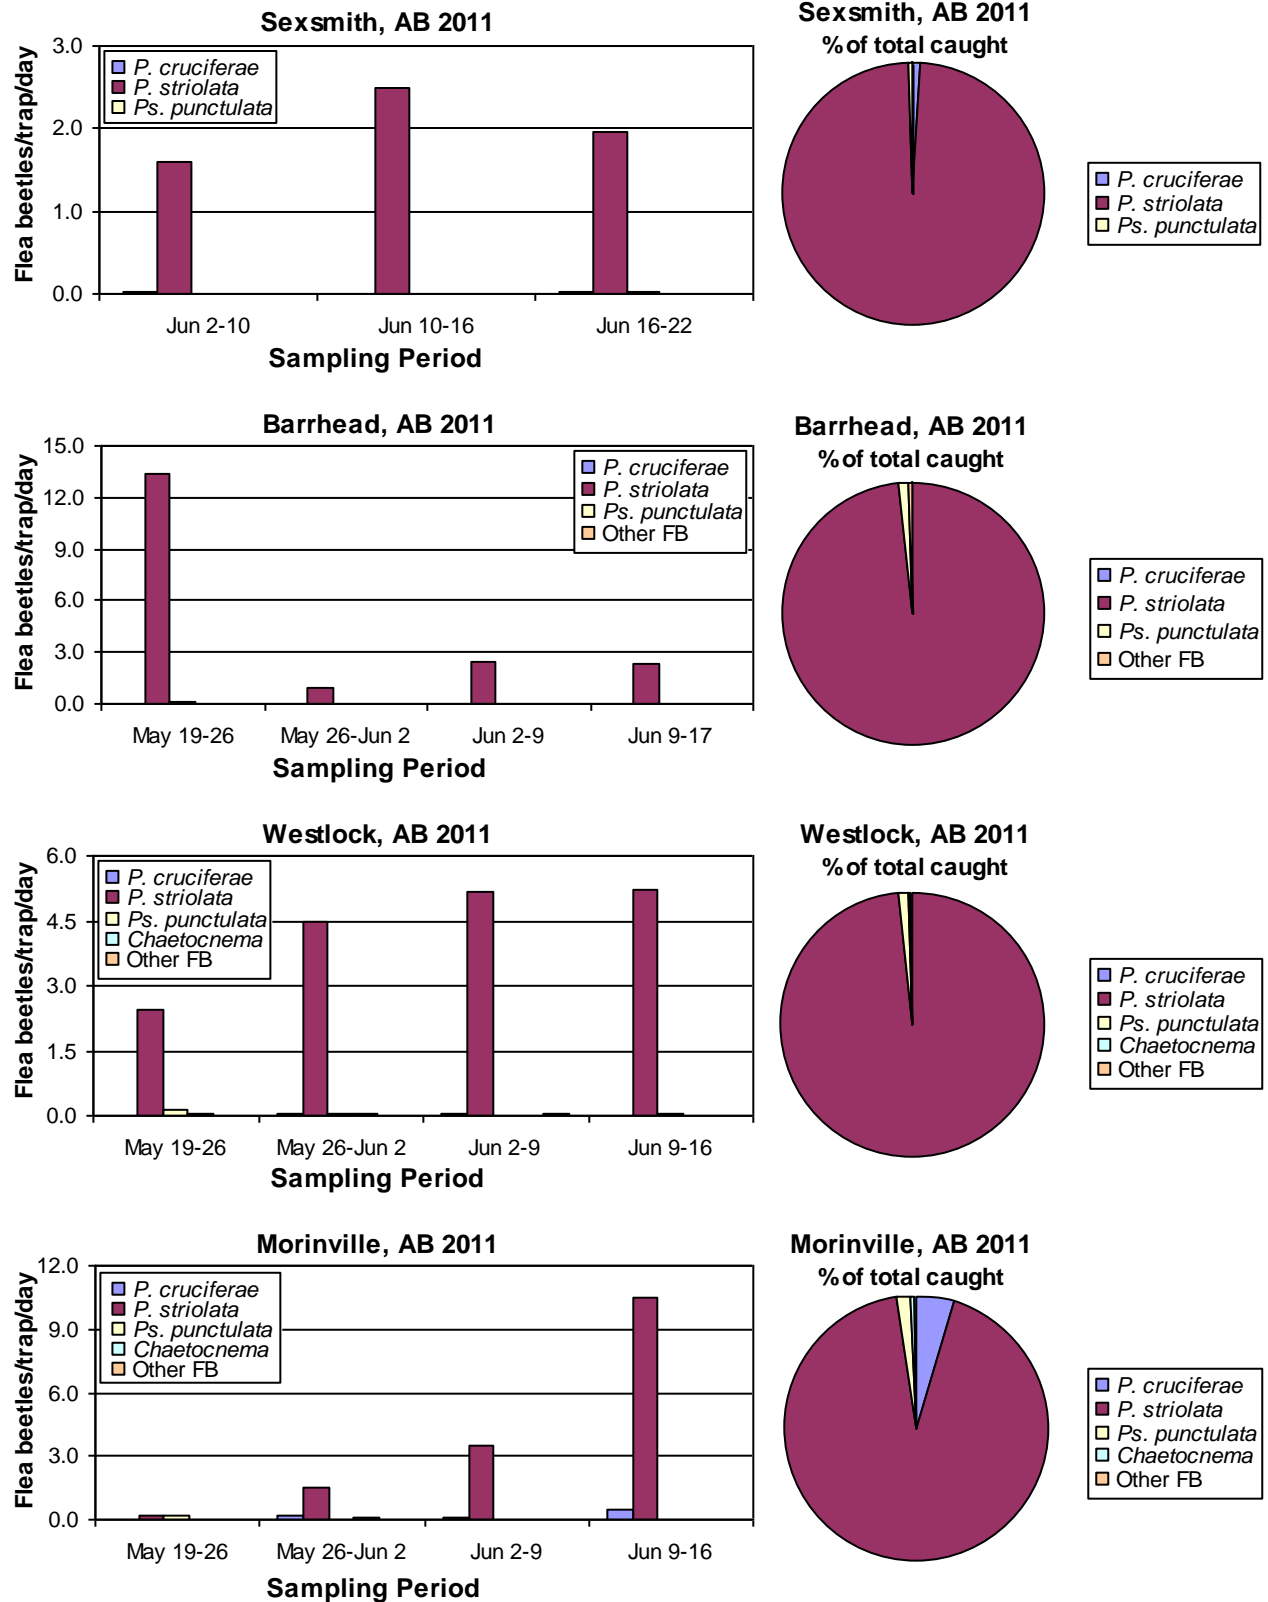 Sexsmith, AB 2011
Flea beetles/trap/day
3.0
2.0
1.0
0.0
P. cruciferae
P. striolata
Ps. punctulata
Jun 2-10
Jun 10-16
Jun 16-22
Sampling Period
Sexsmith, AB 2011
% of total caught
P. cruciferae
P. striolata
Ps. punctulata
Barrhead, AB 2011
Flea beetles/trap/day
15.0
12.0
9.0
6.0
3.0
0.0
P. cruciferae
P. striolata
Ps. punctulata
Other FB
May 19-26
May 26-Jun 2
Jun 2-9
Jun 9-17
Sampling Period
Barrhead, AB 2011
% of total caught
P. cruciferae
P. striolata
Ps. punctulata
Other FB
Westlock, AB 2011
Flea beetles/trap/day
6.0
4.5
3.0
1.5
0.0
P. cruciferae
P. striolata
Ps. punctulata
Chaetocnema
Other FB
May 19-26
May 26-Jun 2
Jun 2-9
Jun 9-16
Sampling Period
Westlock, AB 2011
% of total caught
P. cruciferae
P. striolata
Ps. punctulata
Chaetocnema
Other FB
Morinville, AB 2011
Flea beetles/trap/day
12.0
9.0
6.0
3.0
0.0
P. cruciferae
P. striolata
Ps. punctulata
Chaetocnema
Other FB
May 19-26
May 26-Jun 2
Jun 2-9
Jun 9-16
Sampling Period
Morinville, AB 2011
% of total caught
P. cruciferae
P. striolata
Ps. punctulata
Chaetocnema
Other FB